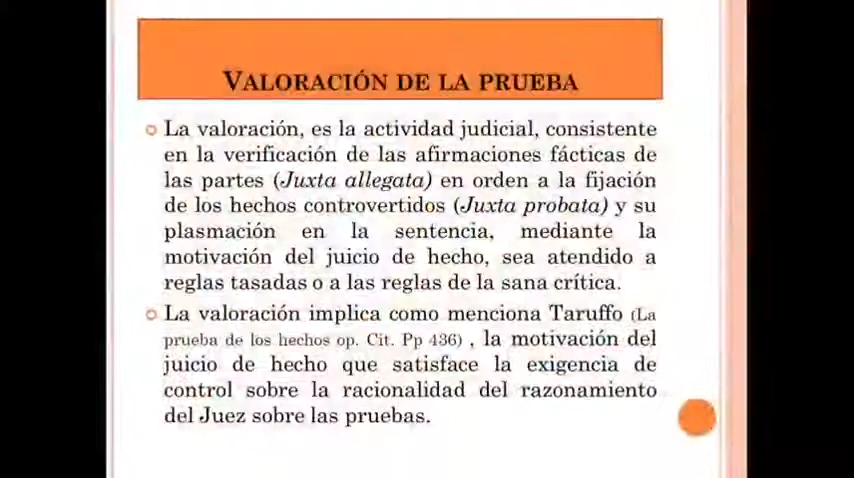 VALORACIÓN DE LA PRUEBA
La valoración, es la actividad judicial, consistente
en la verificación de las afirmaciones fácticas de
las partes (Juxta allegata) en orden a la fijación
de los hechos controvertidos (Juxta probata) y su
plasmación en la sentencia, mediante la
motivación del juicio de hecho, sea atendido a
reglas tasadas o a las reglas de la sana crítica.
La valoración implica como menciona Taruffo (La
prueba de los hechos op. Cit. Pp 436) , la motivación del
juicio de hecho que satisface la exigencia de
control sobre la racionalidad del razonamiento
del Juez sobre las pruebas.